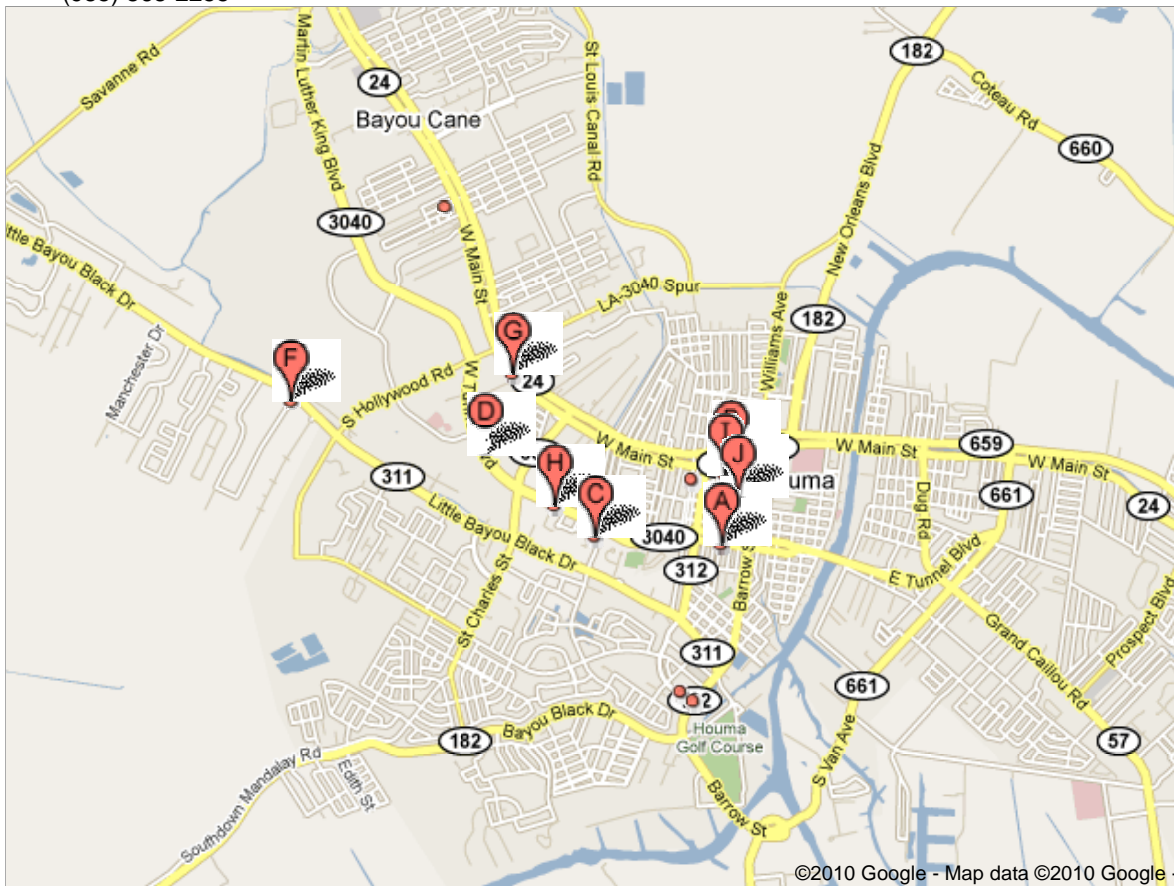 182
Savanne Rd
Martin Luther King Blvd
24
St Louis Canal Rd
Coteau Rd
Bayou Cane
660
New Orleans Blvd
3040
W Main St
ittle Bayou Black Dr
LA-3040 Spur
Williams Ave
182
Manchester Dr
G
F
S Hollywood Rd
24
D
W Main St
J
W Main St
659
W Main St
H
311
C
A
Dug Rd
661
24
Little Bayou Black Dr
3040
312
Barrow S
E Tunnel Blvd
St Charles St
Grand Caillou Rd
Prospect Blvd
311
661
Bayou Black Dr
Houma
Golf Course
182
57
Southdown Mandalay Rd
Edith St
S Van Ave
Barrow St
©2010 Google - Map data ©2010 Google -